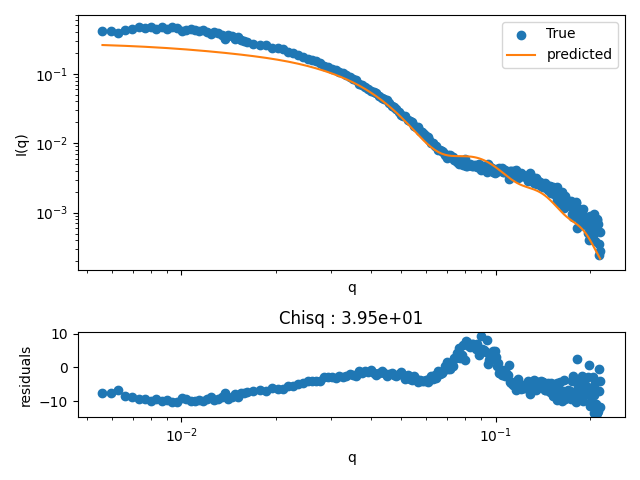 True
predicted
10⁻¹
10⁻²
10⁻³
I(q)
q
Chisq : 3.95e+01
10
0
−10
residuals
10⁻²
10⁻¹
q